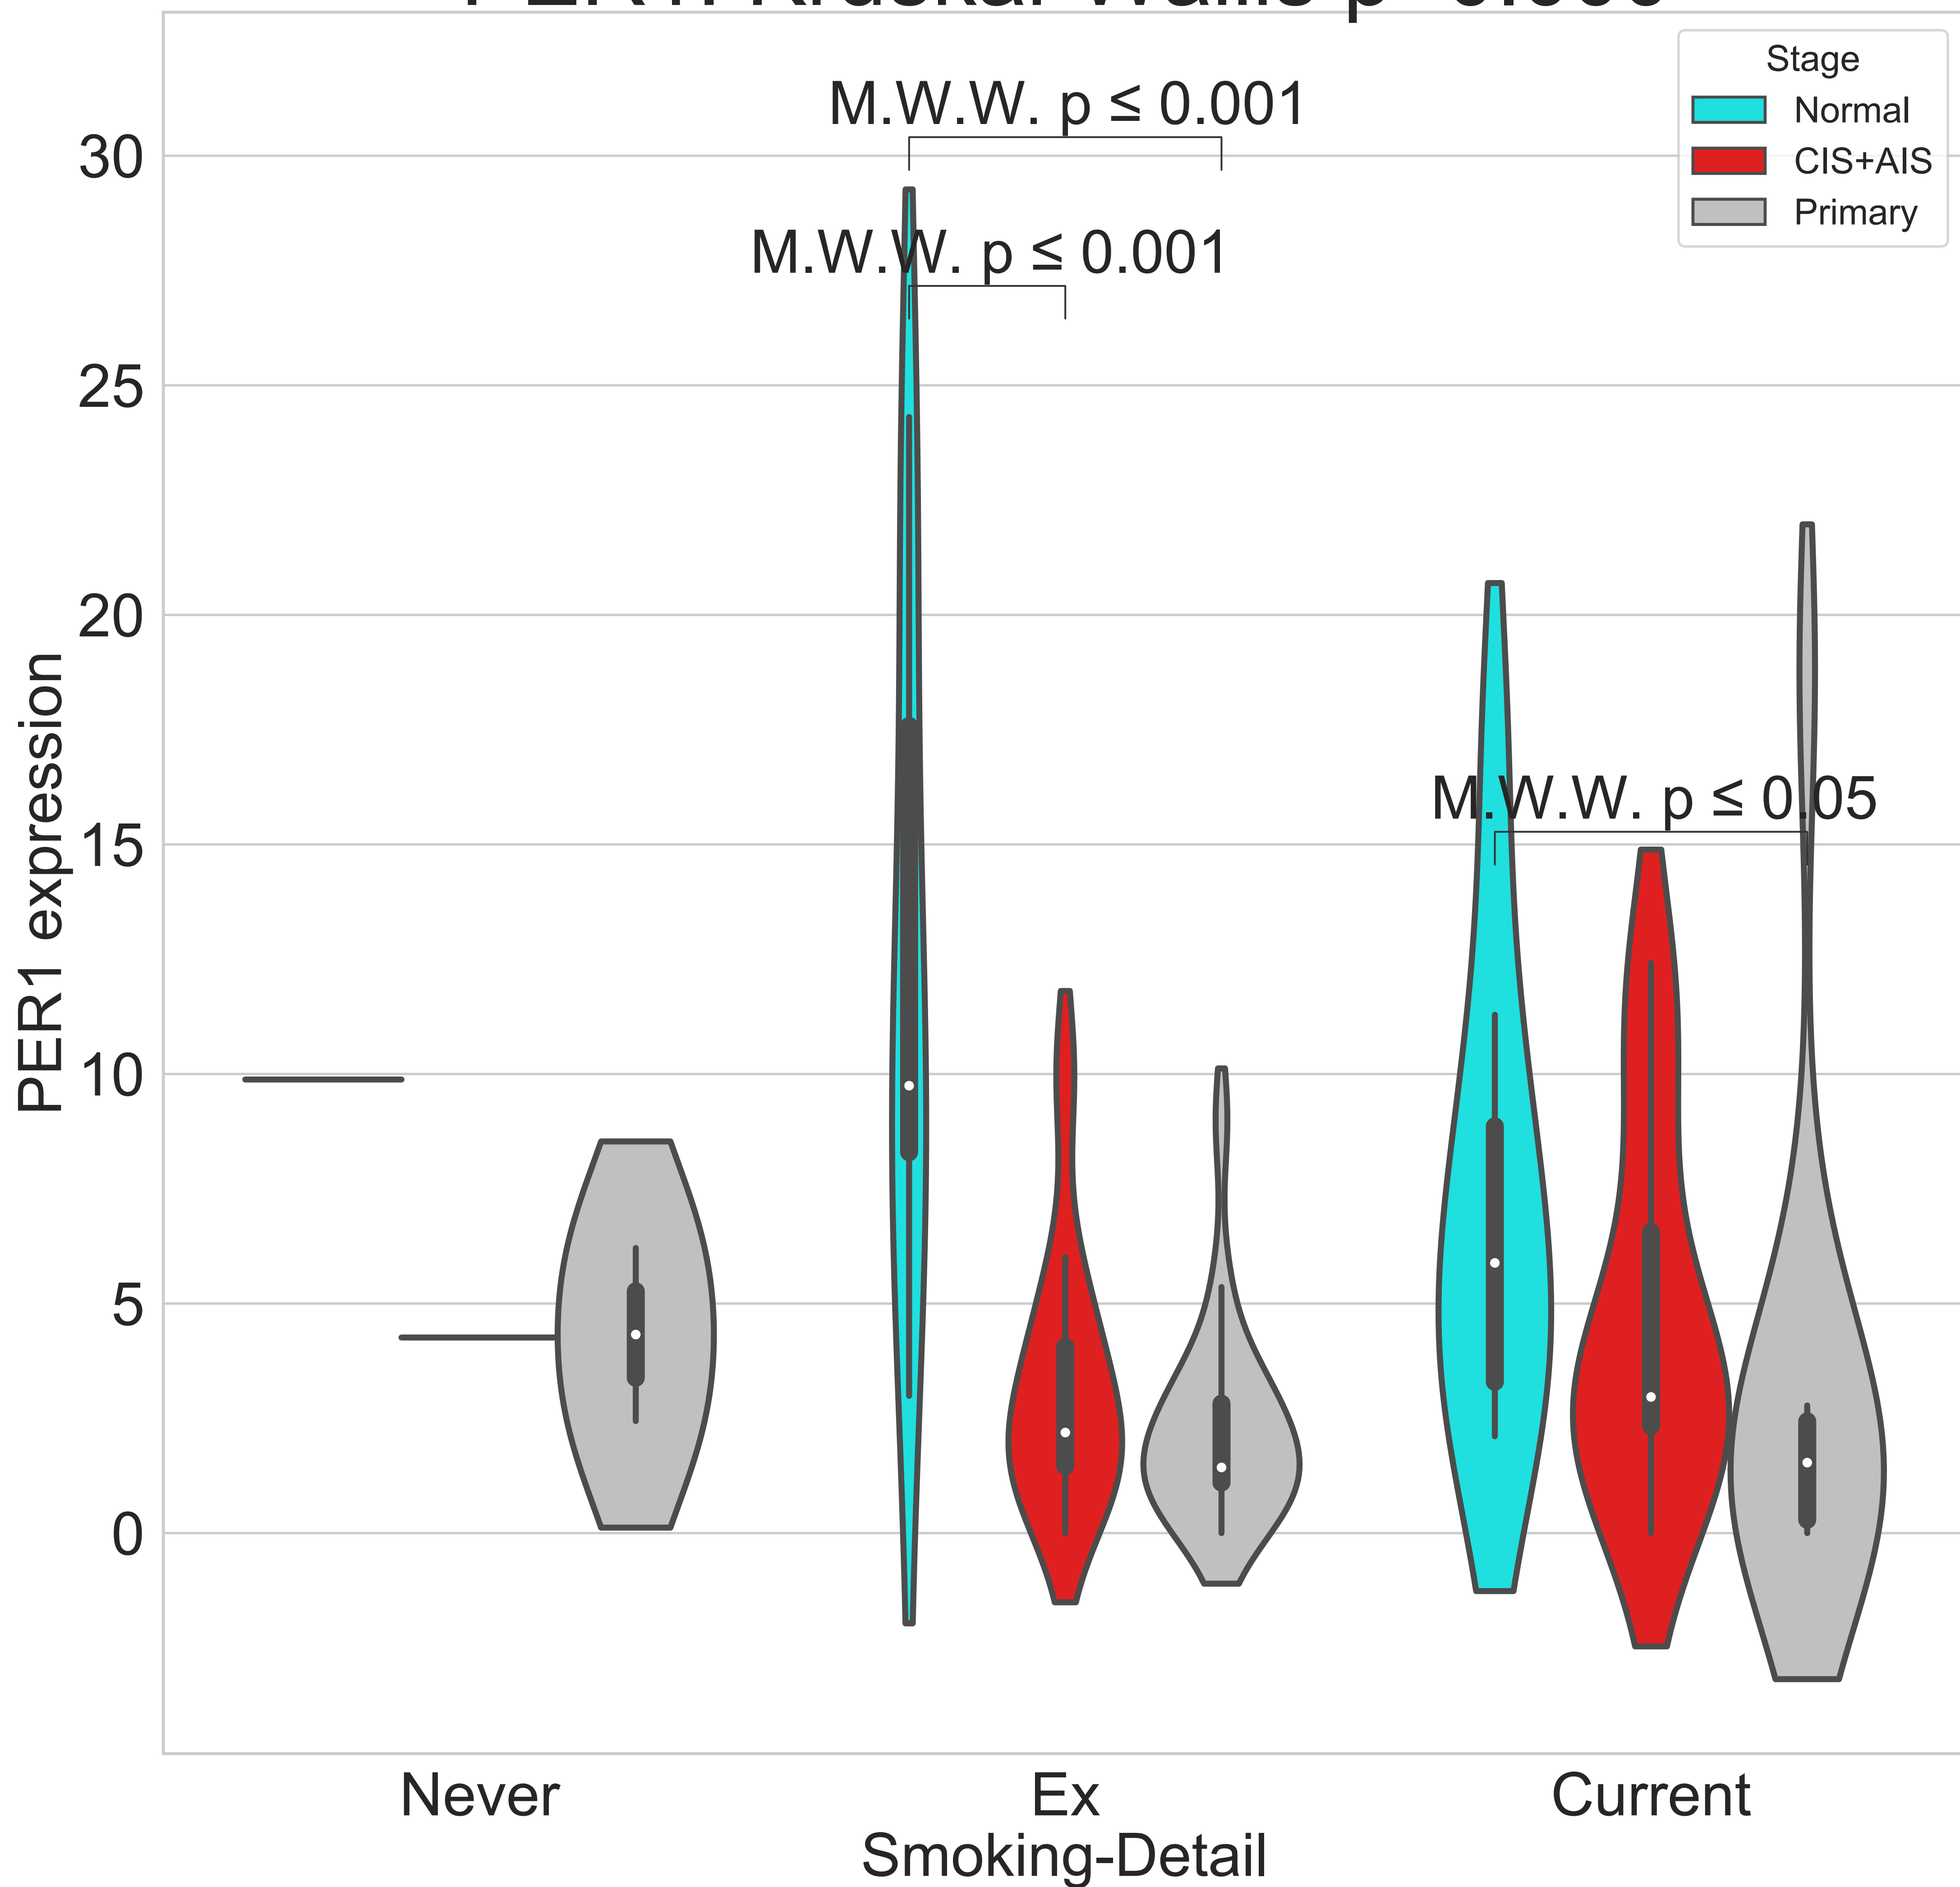 Stage
Normal
CIS+AIS
Primary
M.W.W. p ≤ 0.001
M.W.W. p ≤ 0.001
M.W.W. p ≤ 0.05
30
25
20
15
10
5
0
PER1 expression
Never
Ex
Current
Smoking-Detail